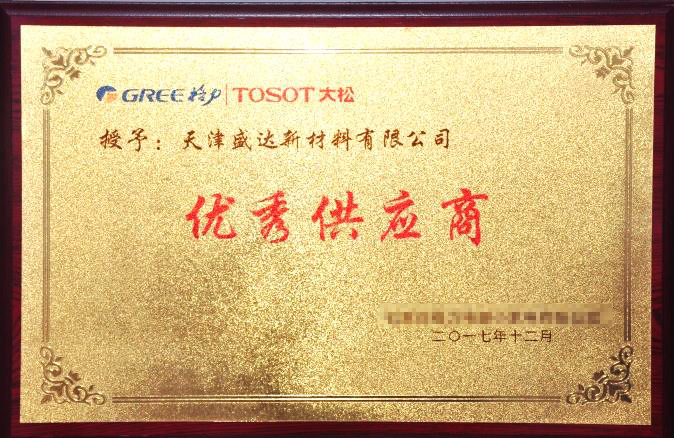 GREE 格力 | TOSOT 大松
授予：天津盛达新材料有限公司
优秀供应商
二〇一七年十二月